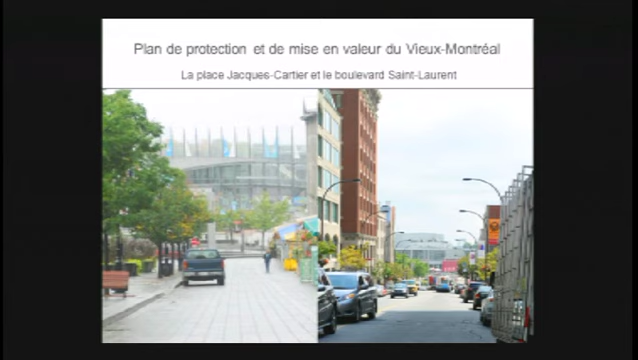 Plan de protection et de mise en valeur du Vieux-Montréal
La place Jacques-Cartier et le boulevard Saint-Laurent